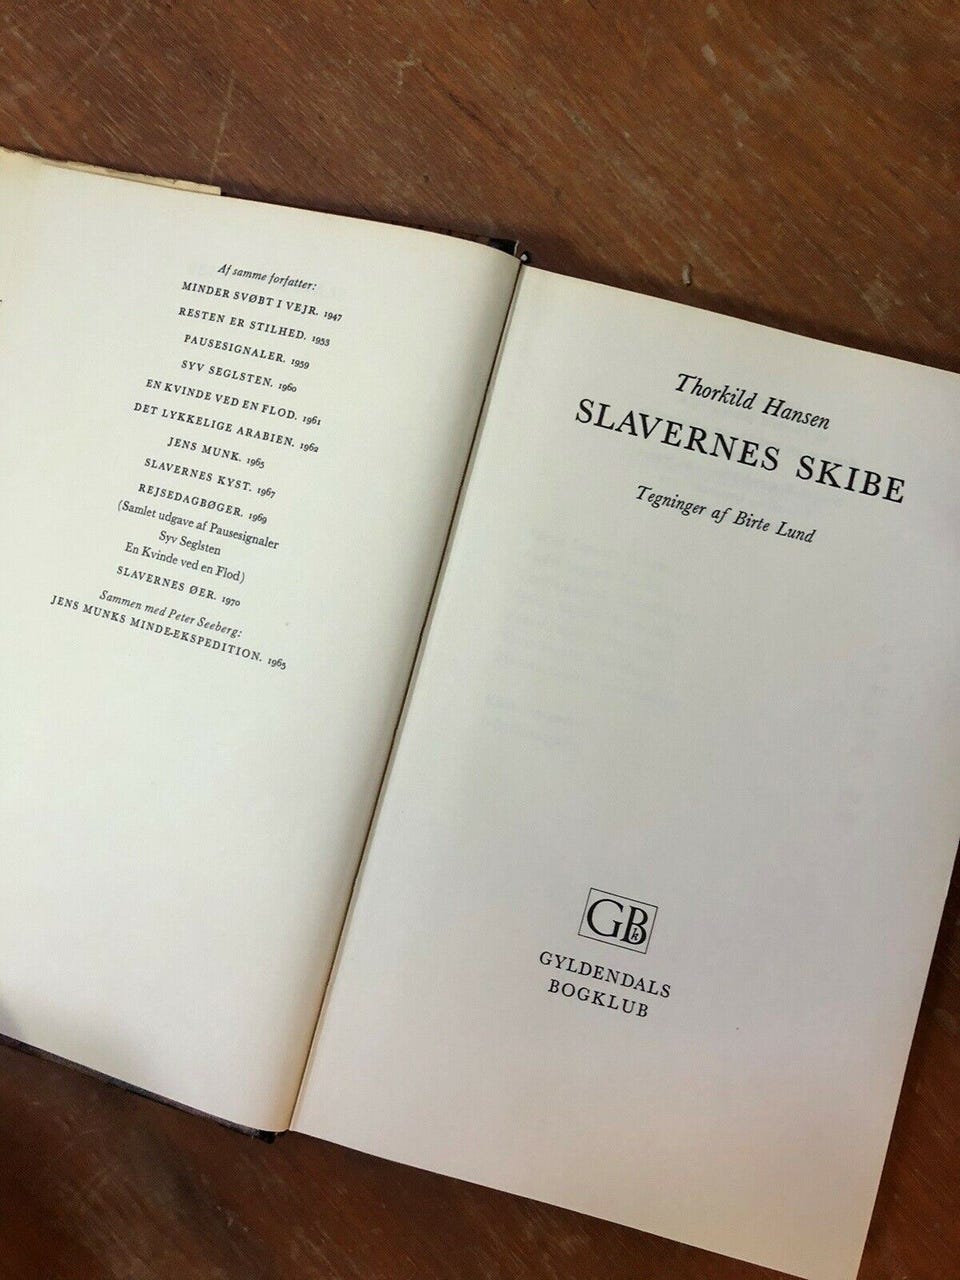 Af samme forfatter:
MINDER SVØBT I VEJR. 1947
RESTEN ER STILHED. 1953
PAUSESIGNALER. 1959
SYV SEGLSTEN. 1960
EN KVINDE VED EN FLOD. 1961
DET LYKKELIGE ARABIEN. 1962
JENS MUNK. 1965
SLAVERNES KYST. 1967
REJSEDAGBØGER. 1969
(Samlet udgave af Pausesignaler
Syv Seglsten
En Kvinde ved en Flod)
SLAVERNES ØER. 1970
Sammen med Peter Seeberg:
JENS MUNKS MINDE-EKSPEDITION. 1965
Thorkild Hansen
SLAVERNES SKIBE
Tegninger af Birte Lund
GBk
GYLDENDALS
BOGKLUB